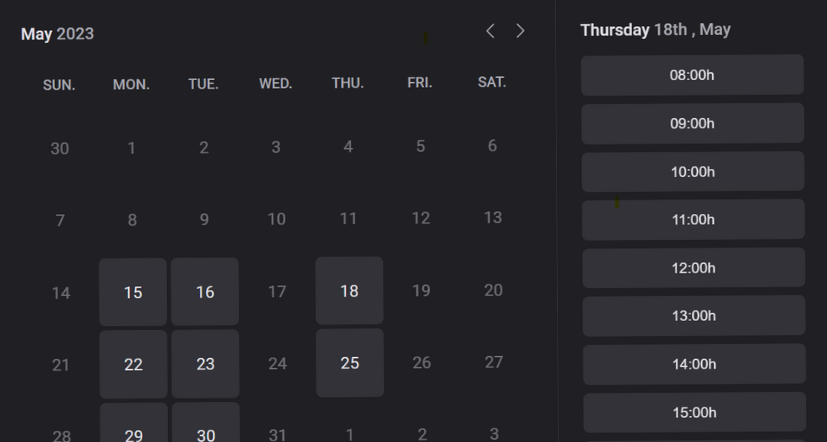 May 2023
SUN. MON. TUE. WED. THU. FRI. SAT.
30 1 2 3 4 5 6
7 8 9 10 11 12 13
14 15 16 17 18 19 20
21 22 23 24 25 26 27
28 29 30 31 1 2 3
Thursday 18th , May
08:00h
09:00h
10:00h
11:00h
12:00h
13:00h
14:00h
15:00h